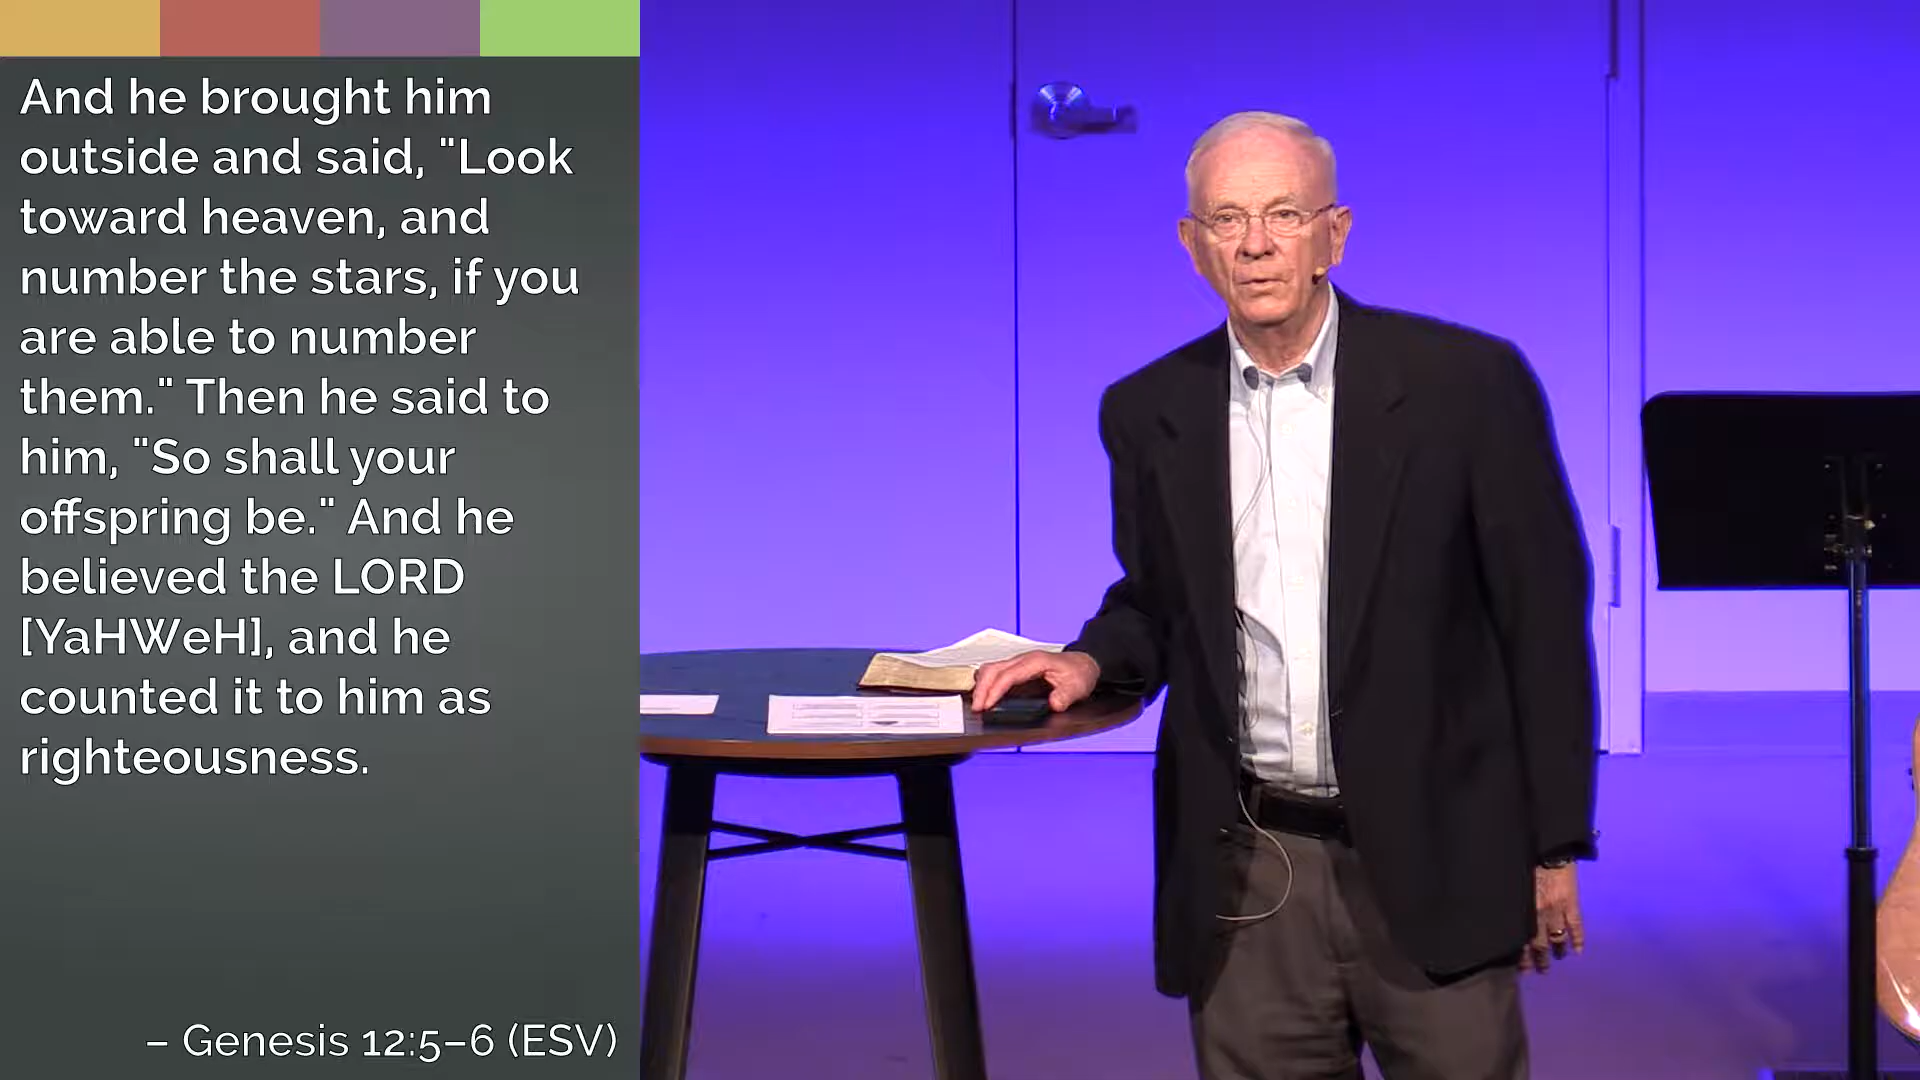 And he brought him
outside and said, "Look
toward heaven, and
number the stars, if you
are able to number
them." Then he said to
him, "So shall your
offspring be." And he
believed the LORD
[YaHWeH], and he
counted it to him as
righteousness.
– Genesis 12:5–6 (ESV)